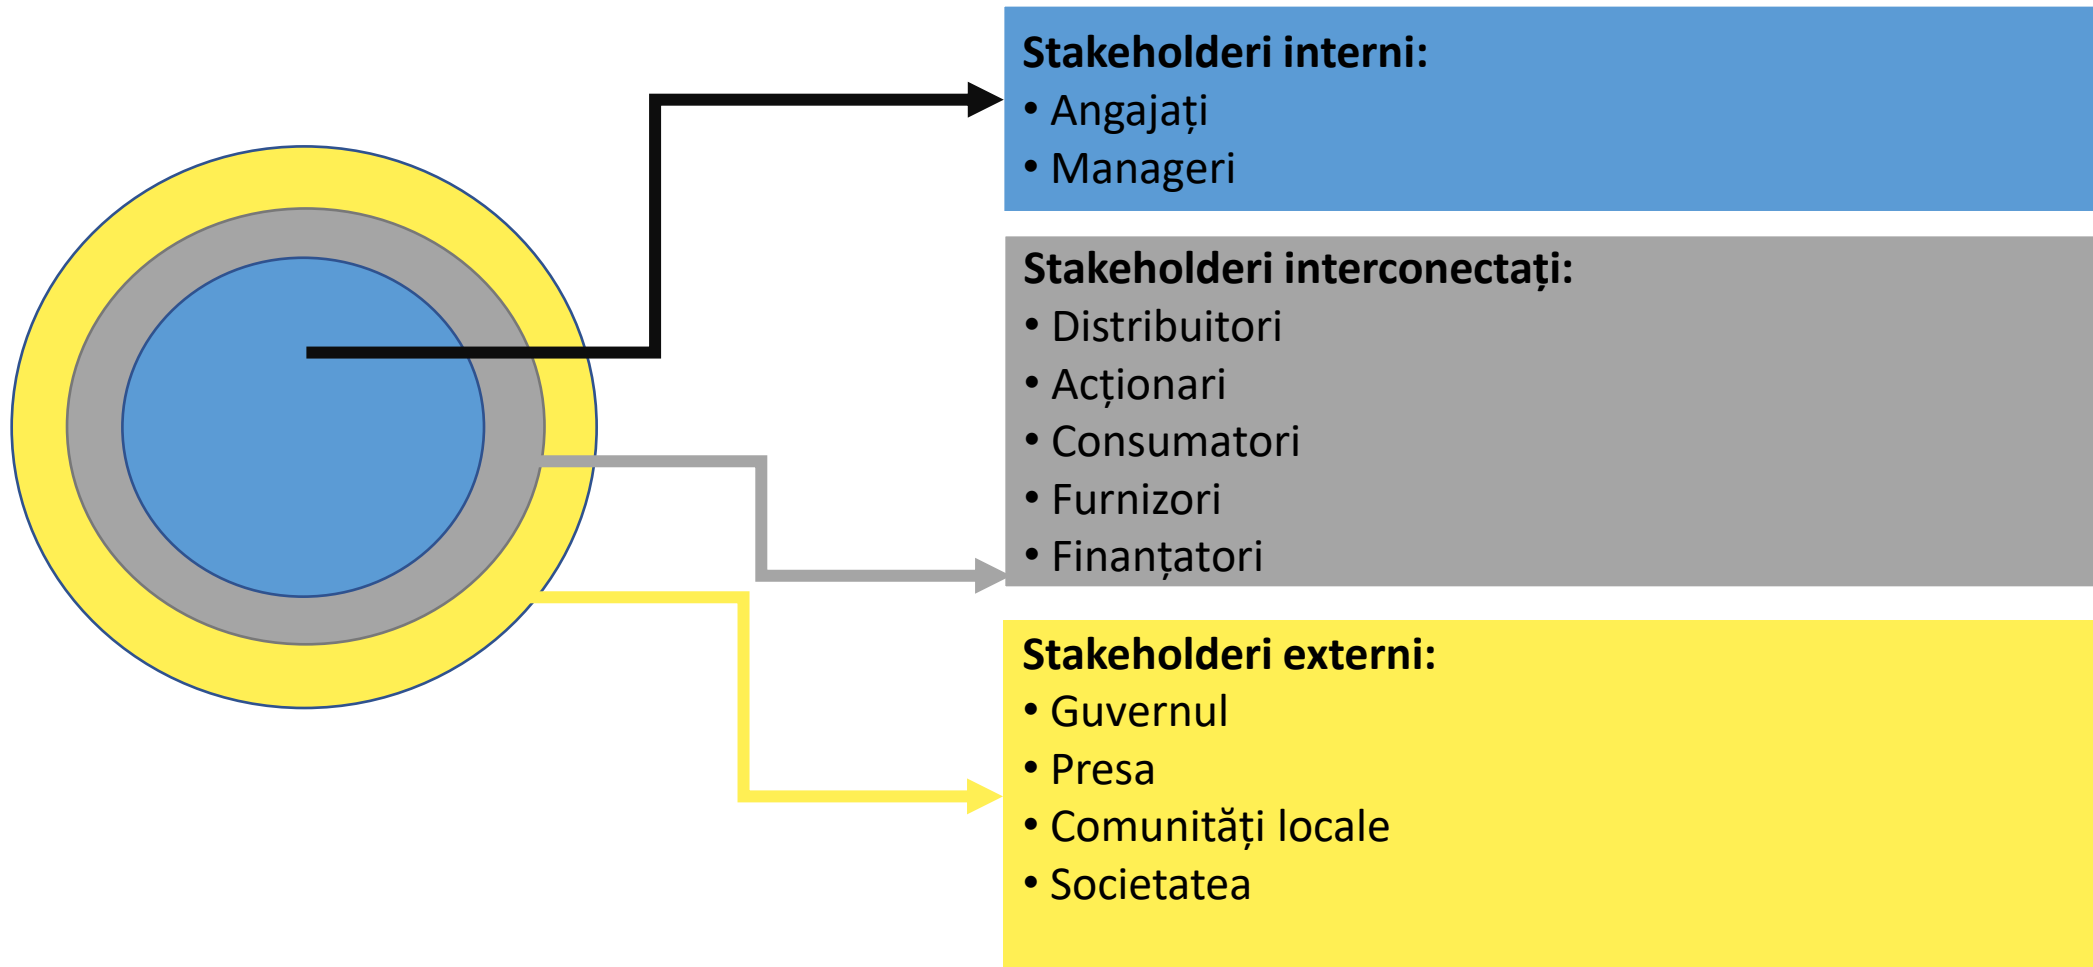 Stakeholderi interni:
• Angajați
• Manageri
Stakeholderi interconectați:
• Distribuitori
• Acționari
• Consumatori
• Furnizori
• Finanțatori
Stakeholderi externi:
• Guvernul
• Presa
• Comunități locale
• Societatea